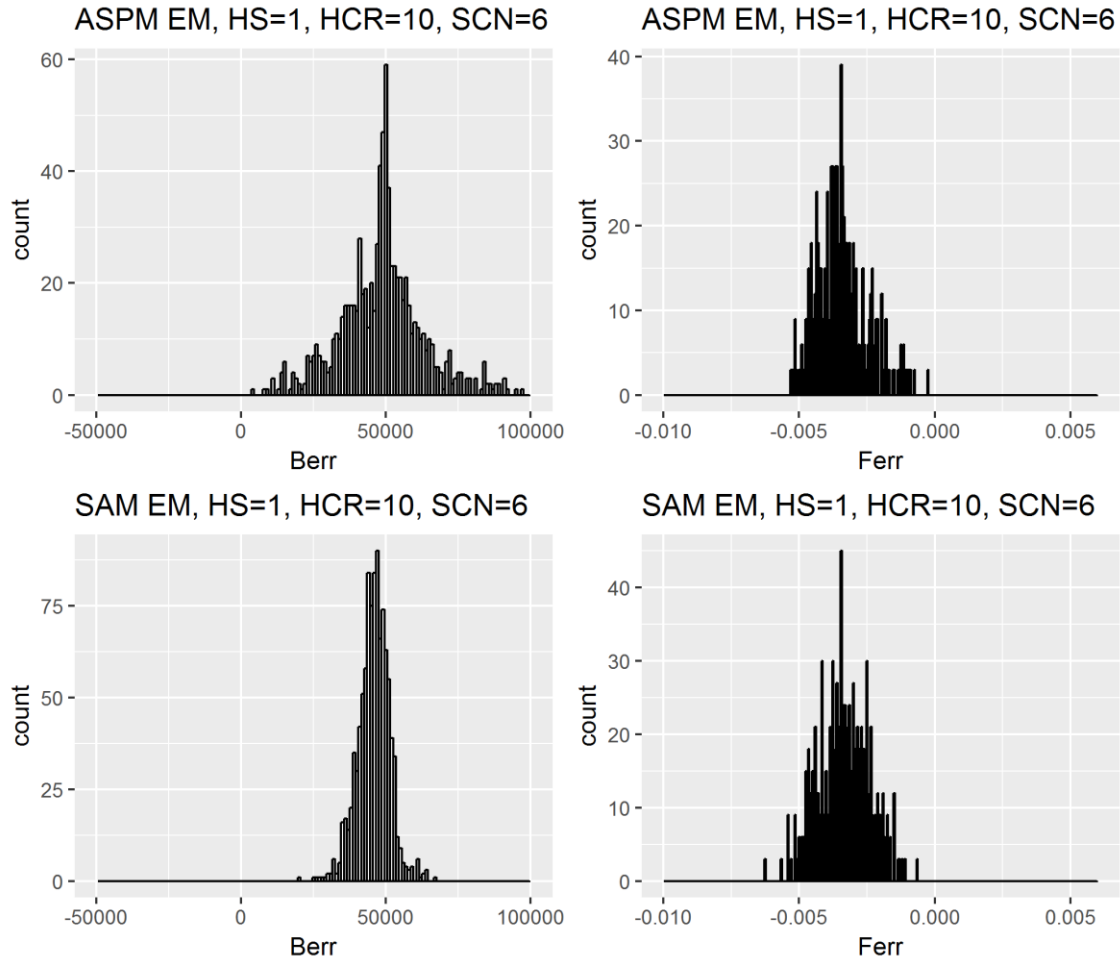 ASPM EM, HS=1, HCR=10, SCN=6
60
40
20
0
count
-50000 0 50000 100000
Berr
ASPM EM, HS=1, HCR=10, SCN=6
40
30
20
10
0
count
-0.010 -0.005 0.000 0.005
Ferr
SAM EM, HS=1, HCR=10, SCN=6
75
50
25
0
count
-50000 0 50000 100000
Berr
SAM EM, HS=1, HCR=10, SCN=6
40
30
20
10
0
count
-0.010 -0.005 0.000 0.005
Ferr